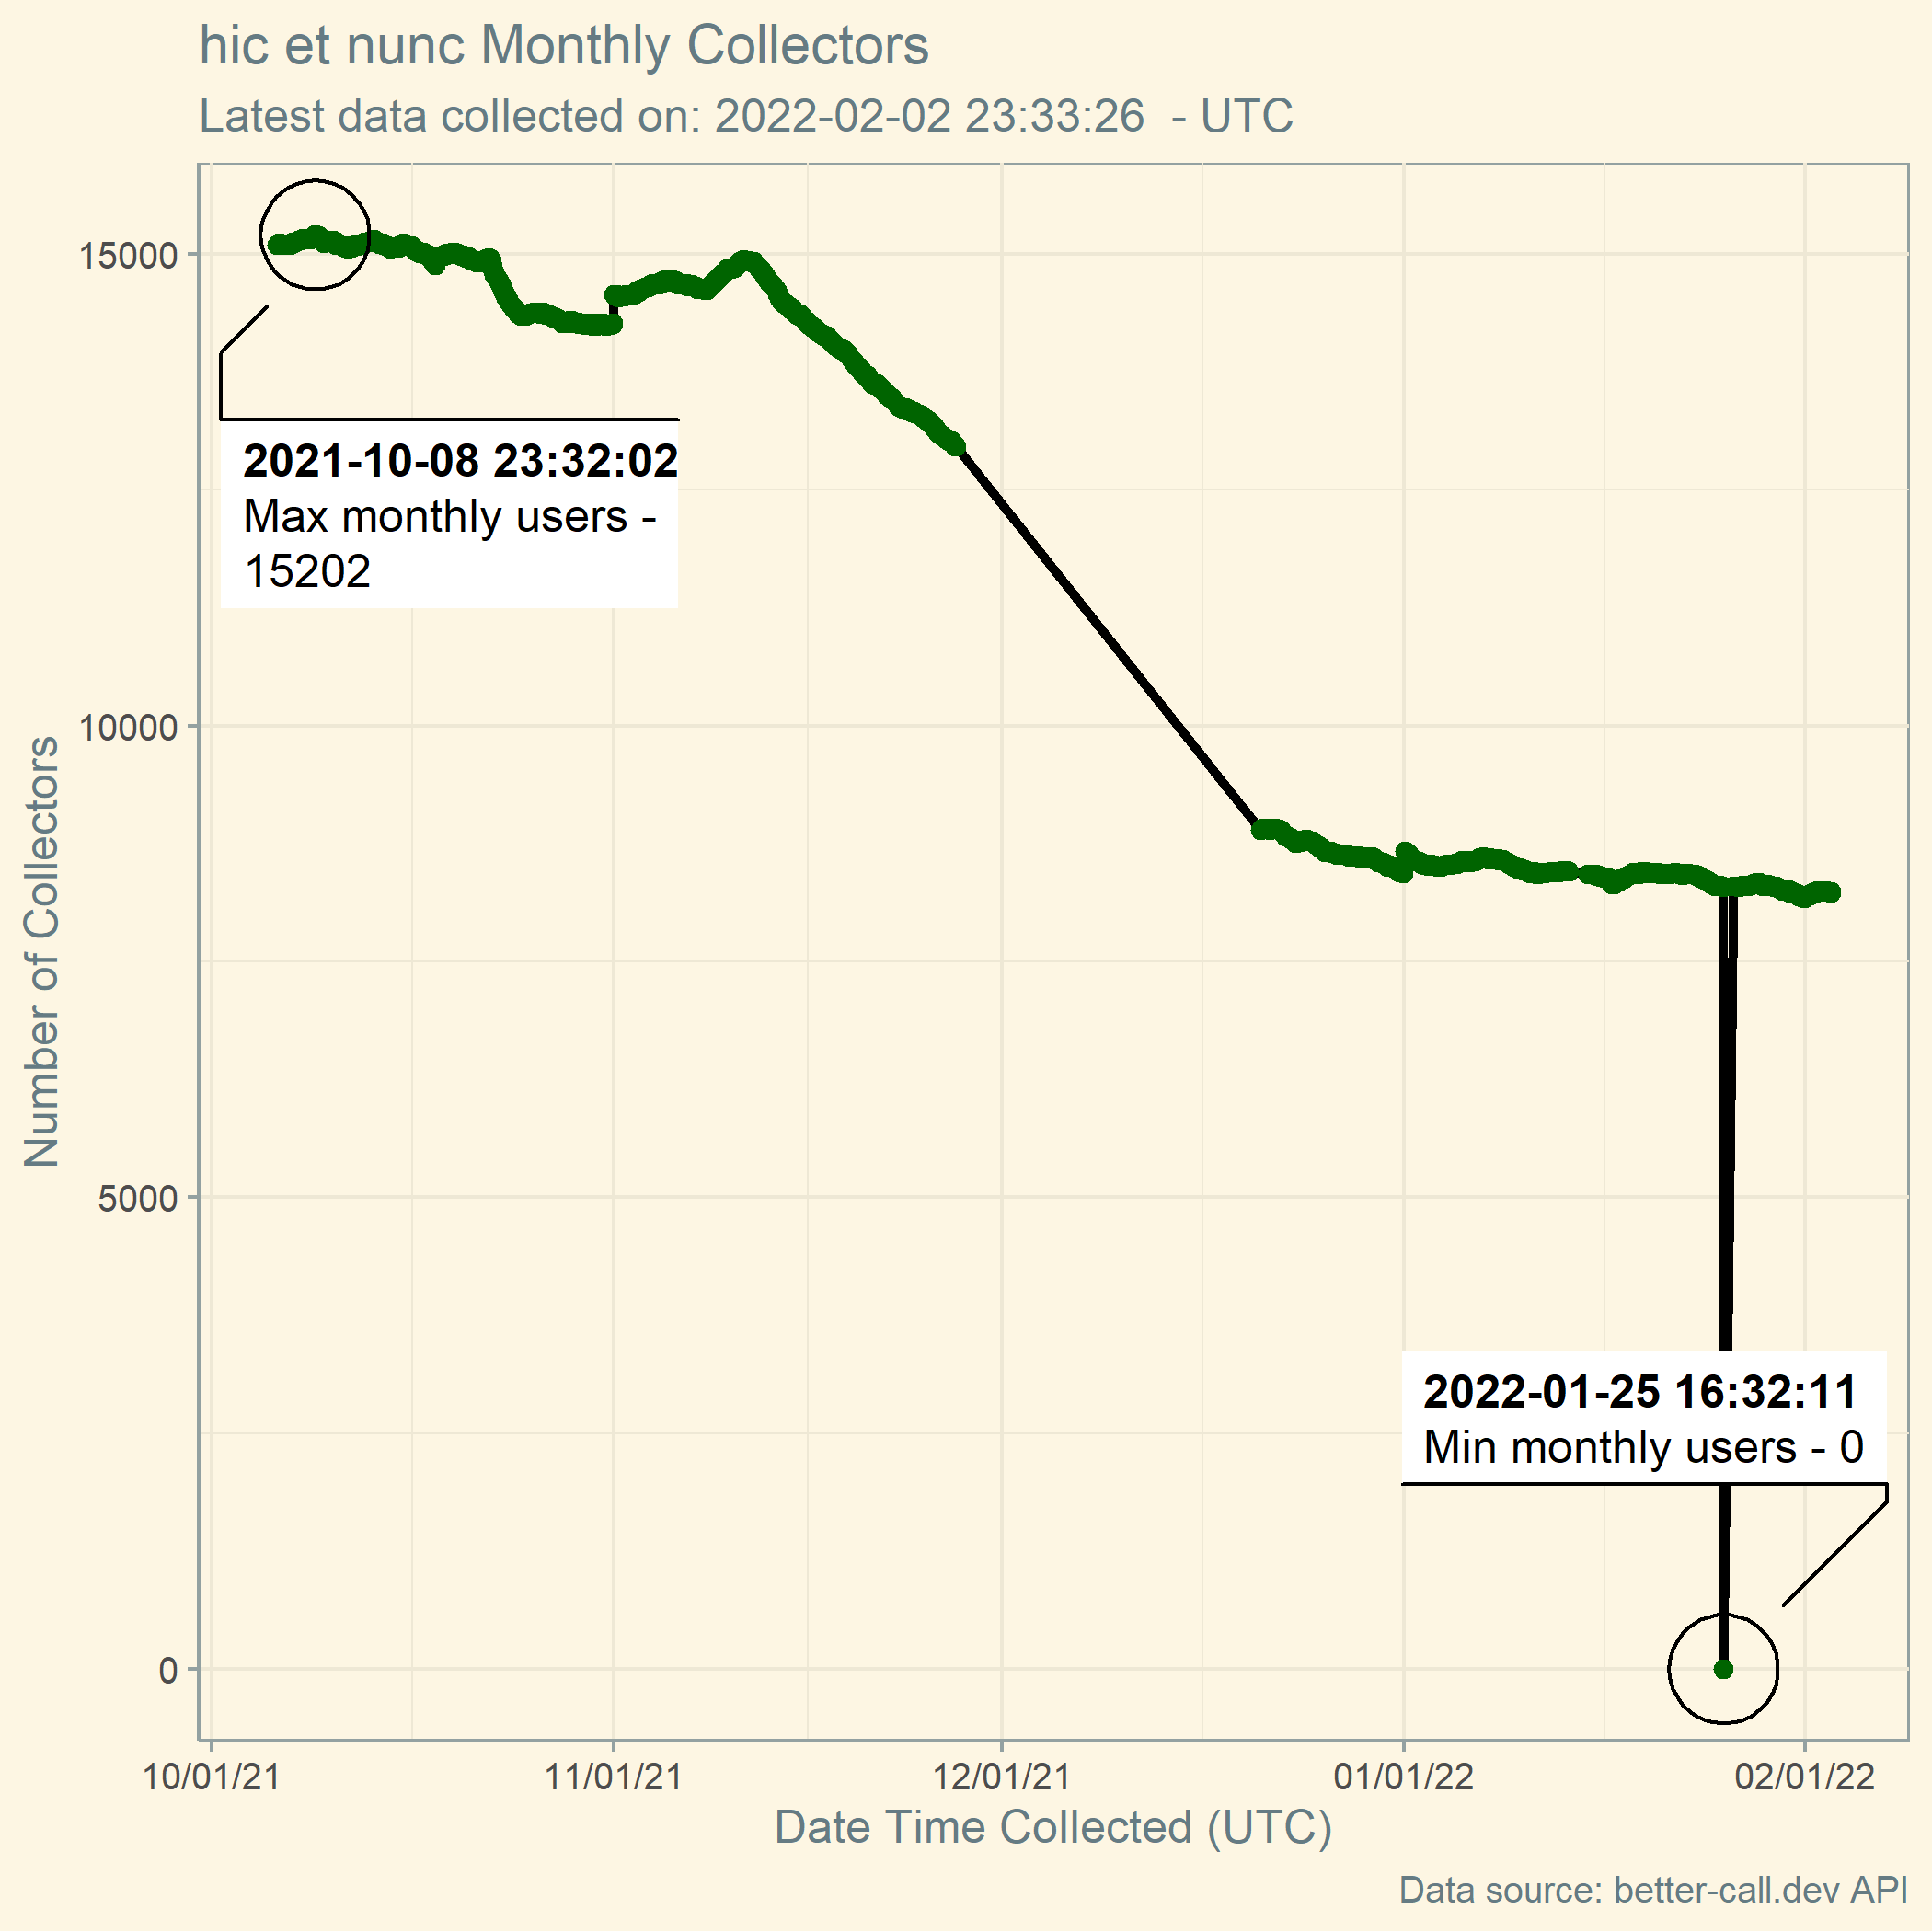 hic et nunc Monthly Collectors
Latest data collected on: 2022-02-02 23:33:26  - UTC
15000
10000
5000
0
Number of Collectors
2021-10-08 23:32:02
Max monthly users -
15202
2022-01-25 16:32:11
Min monthly users - 0
10/01/21
11/01/21
12/01/21
01/01/22
02/01/22
Date Time Collected (UTC)
Data source: better-call.dev API